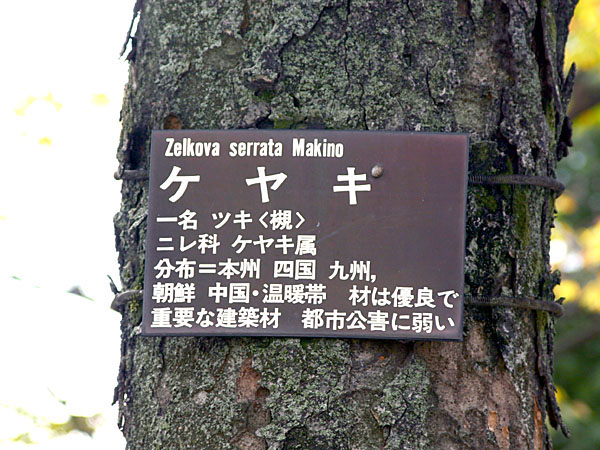 Zelkova serrata Makino
ケヤキ
一名 ツキ〈槻〉
ニレ科 ケヤキ属
分布＝本州 四国 九州,
朝鮮 中国・温暖帯 材は優良で
重要な建築材 都市公害に弱い